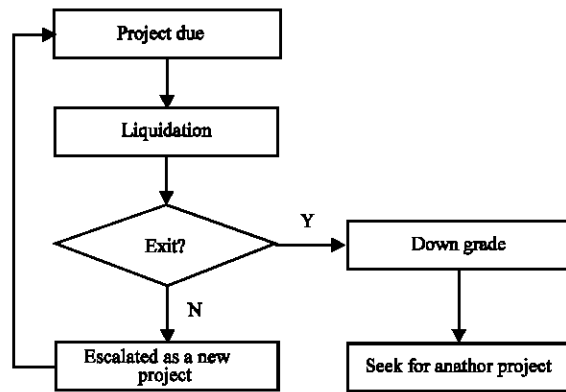 Project due
Liquidation
Exit?
Y
Down grade
N
Escalated as a new
project
Seek for anathor project